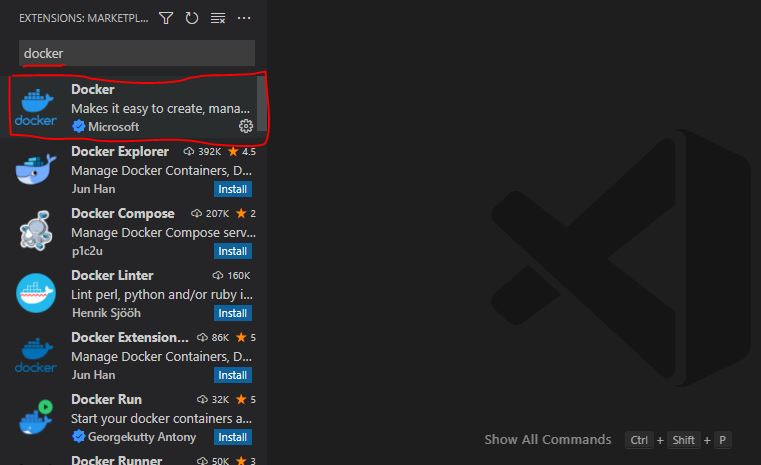 EXTENSIONS: MARKETPL...
docker
Docker
Makes it easy to create, mana...
docker
Microsoft
Docker Explorer 392K 4.5
Manage Docker Containers, D...
Jun Han Install
Docker Compose 207K 2
Manage Docker Compose serv...
p1c2u Install
Docker Linter 160K
Lint perl, python and/or ruby i...
Henrik Sjööh Install
Docker Extension... 86K 5
Manage Docker Containers, D...
docker
Jun Han Install
Docker Run 32K 5
Start your docker containers a...
Georgekutty Antony Install
Docker Runner 50K 3
Show All Commands Ctrl + Shift + P